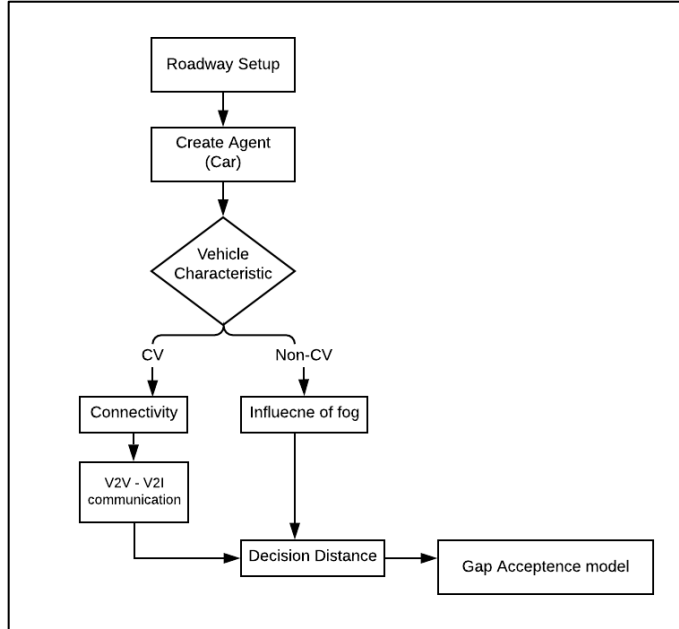 Roadway Setup
Create Agent
(Car)
Vehicle
Characteristic
CV
Non-CV
Connectivity
Influecne of fog
V2V - V2I
communication
Decision Distance
Gap Acceptence model